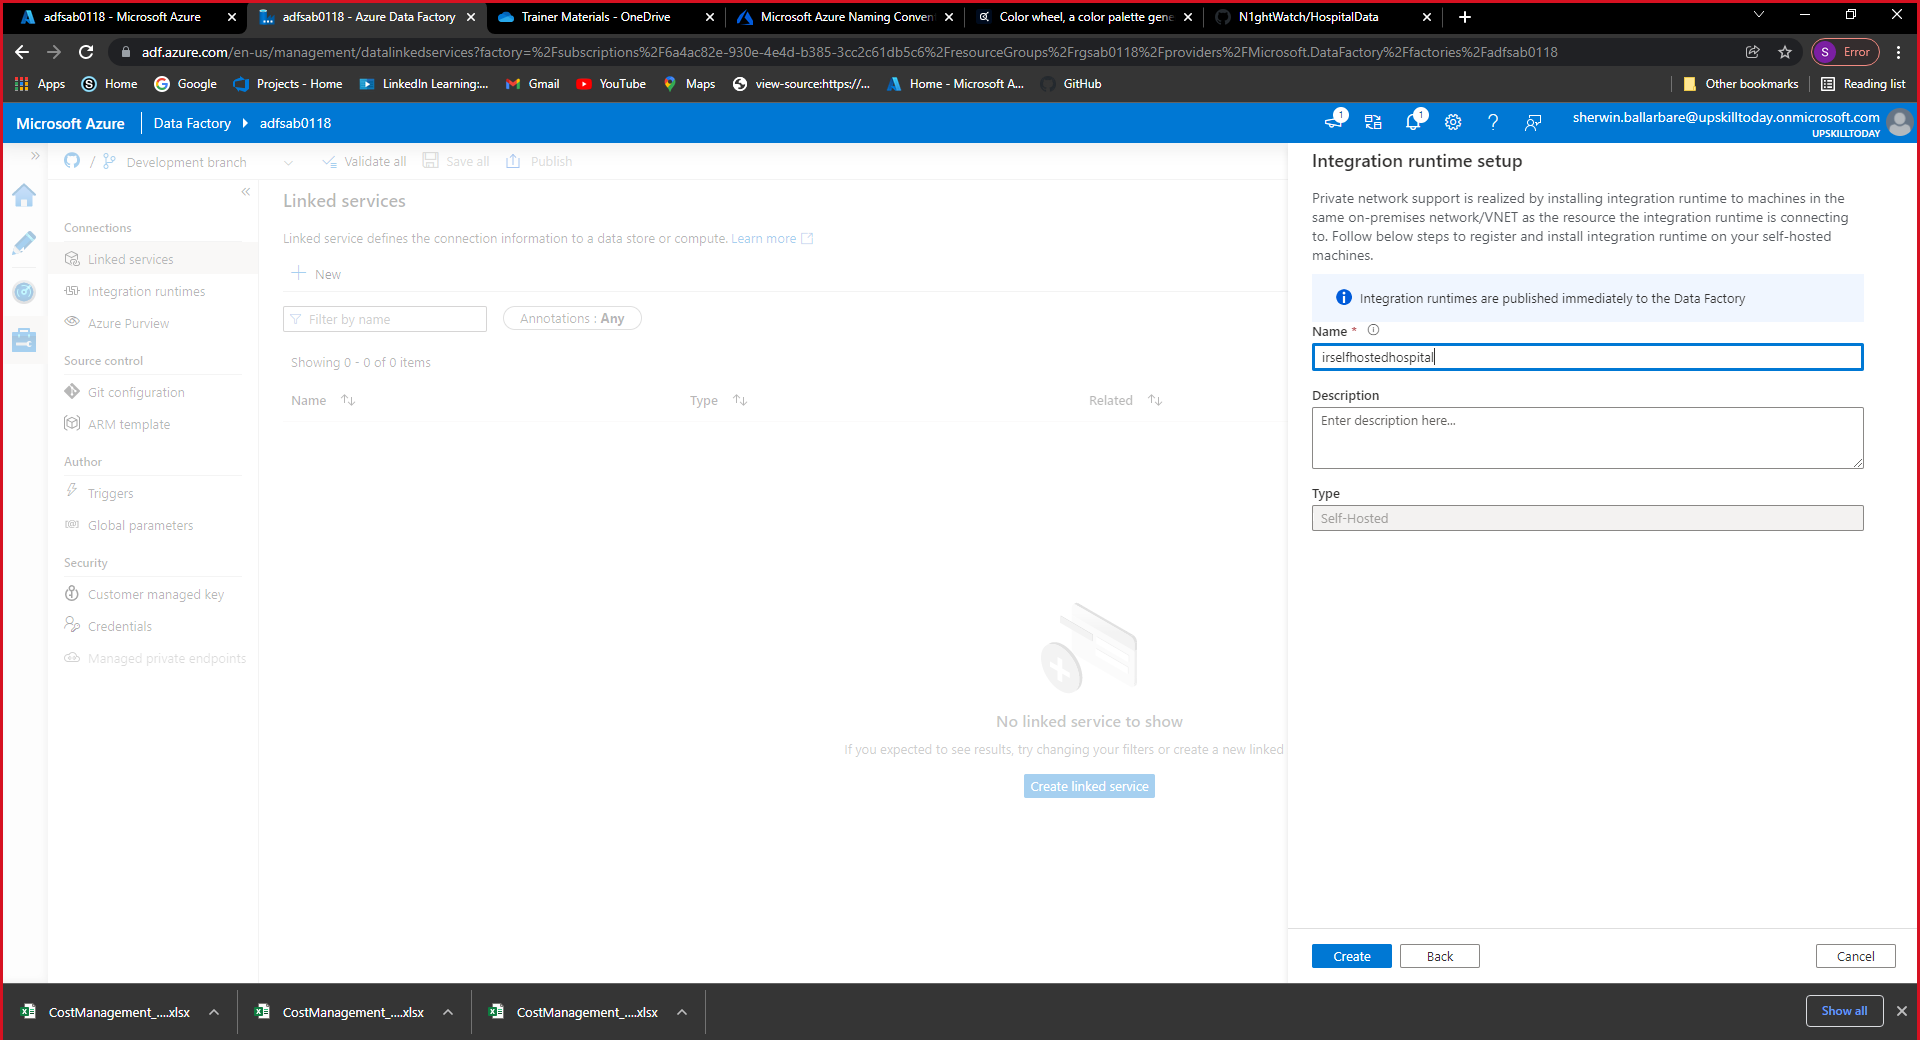 adfsab0118 - Microsoft Azure
adfsab0118 - Azure Data Factory
Trainer Materials - OneDrive
Microsoft Azure Naming Conven
Color wheel, a color palette gene
N1ghtWatch/HospitalData
adf.azure.com/en-us/management/datalinkedservices?factory=%2Fsubscriptions%2F6a4ac82e-930e-4e4d-b385-3cc2c61db5c6%2FresourceGroups%2Frgsab0118%2Fproviders%2FMicrosoft.DataFactory%2Ffactories%2Fadfsab0118
S Error
Apps
Home
Google
Projects - Home
LinkedIn Learning:...
Gmail
YouTube
Maps
view-source:https://...
Home - Microsoft A...
GitHub
Other bookmarks
Reading list
Microsoft Azure
Data Factory
adfsab0118
1
1
sherwin.ballarbare@upskilltoday.onmicrosoft.com
UPSKILLTODAY
/ Development branch
Validate all
Save all
Publish
Connections
Linked services
Integration runtimes
Azure Purview
Source control
Git configuration
ARM template
Author
Triggers
Global parameters
Security
Customer managed key
Credentials
Managed private endpoints
Linked services
Linked service defines the connection information to a data store or compute. Learn more
New
Filter by name
Annotations : Any
Showing 0 - 0 of 0 items
Name
Type
Related
No linked service to show
If you expected to see results, try changing your filters or create a new linked
Create linked service
Integration runtime setup
Private network support is realized by installing integration runtime to machines in the
same on-premises network/VNET as the resource the integration runtime is connecting
to. Follow below steps to register and install integration runtime on your self-hosted
machines.
Integration runtimes are published immediately to the Data Factory
Name *
irselfhostedhospital
Description
Enter description here...
Type
Self-Hosted
Create
Back
Cancel
CostManagement_....xlsx
CostManagement_....xlsx
CostManagement_....xlsx
Show all